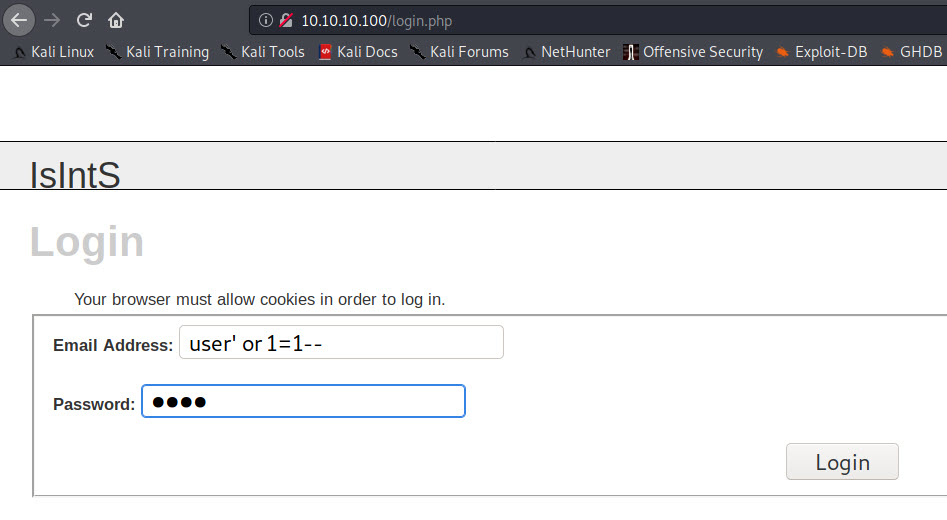 10.10.10.100/login.php
Kali Linux Kali Training Kali Tools Kali Docs Kali Forums NetHunter Offensive Security Exploit-DB GHDB
IsIntS
Login
Your browser must allow cookies in order to log in.
Email Address: user' or 1=1--
Password: ●●●●
Login